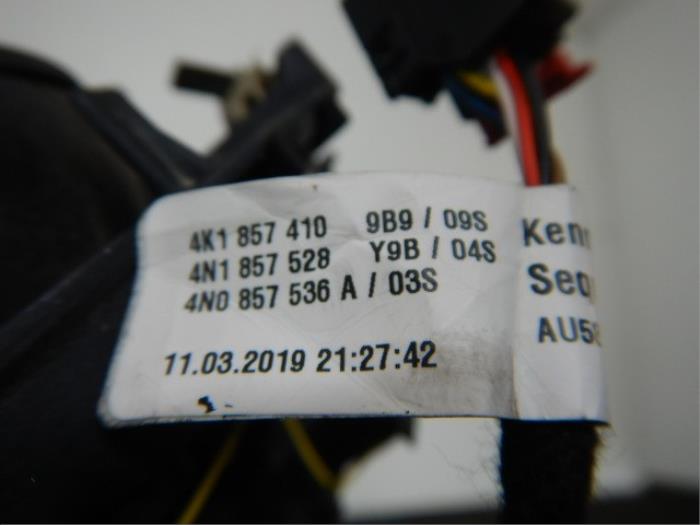 4K1 857 410 9B9 / 09S
4N1 857 528 Y9B / 04S
4N0 857 536 A / 03S
11.03.2019 21:27:42